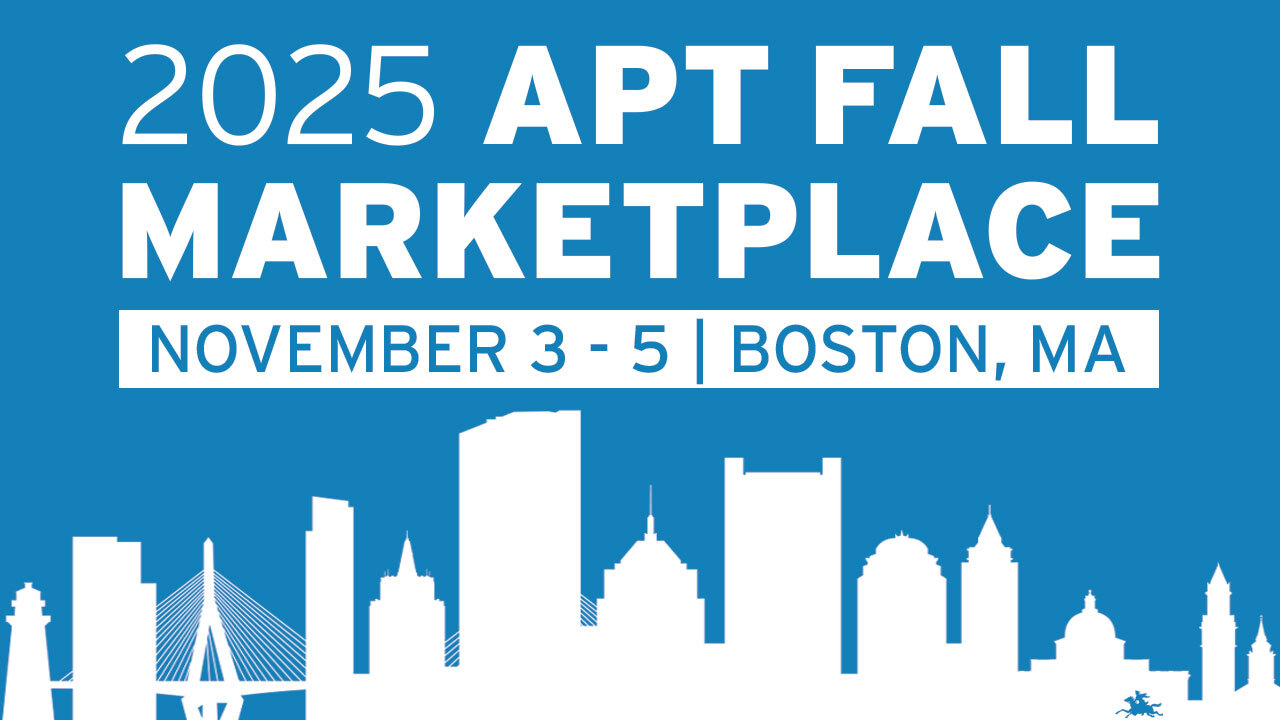 2025 APT FALL
MARKETPLACE
NOVEMBER 3 - 5 | BOSTON, MA